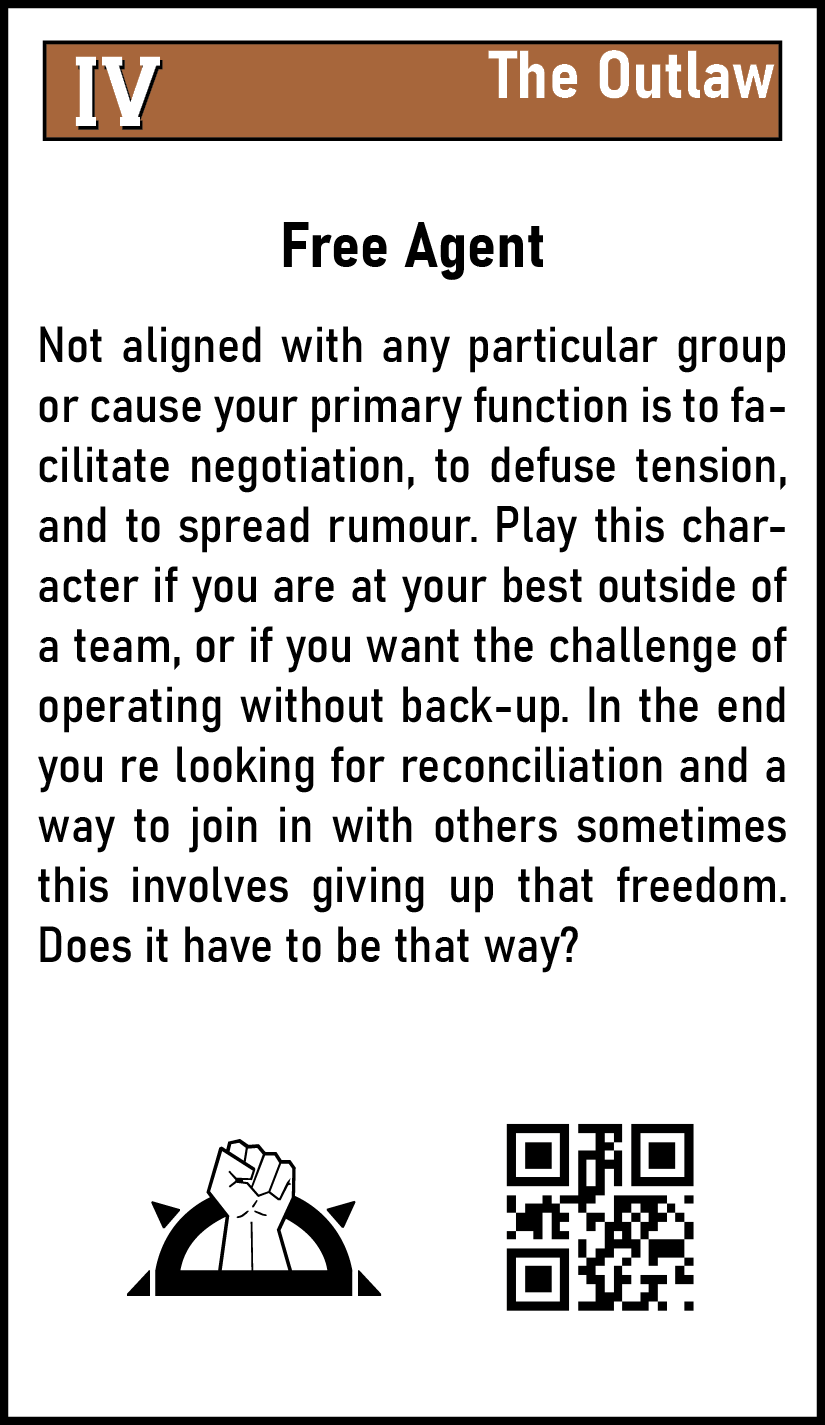 IV
The Outlaw
Free Agent
Not aligned with any particular group
or cause your primary function is to fa-
cilitate negotiation, to defuse tension,
and to spread rumour. Play this char-
acter if you are at your best outside of
a team, or if you want the challenge of
operating without back-up. In the end
you re looking for reconciliation and a
way to join in with others sometimes
this involves giving up that freedom.
Does it have to be that way?